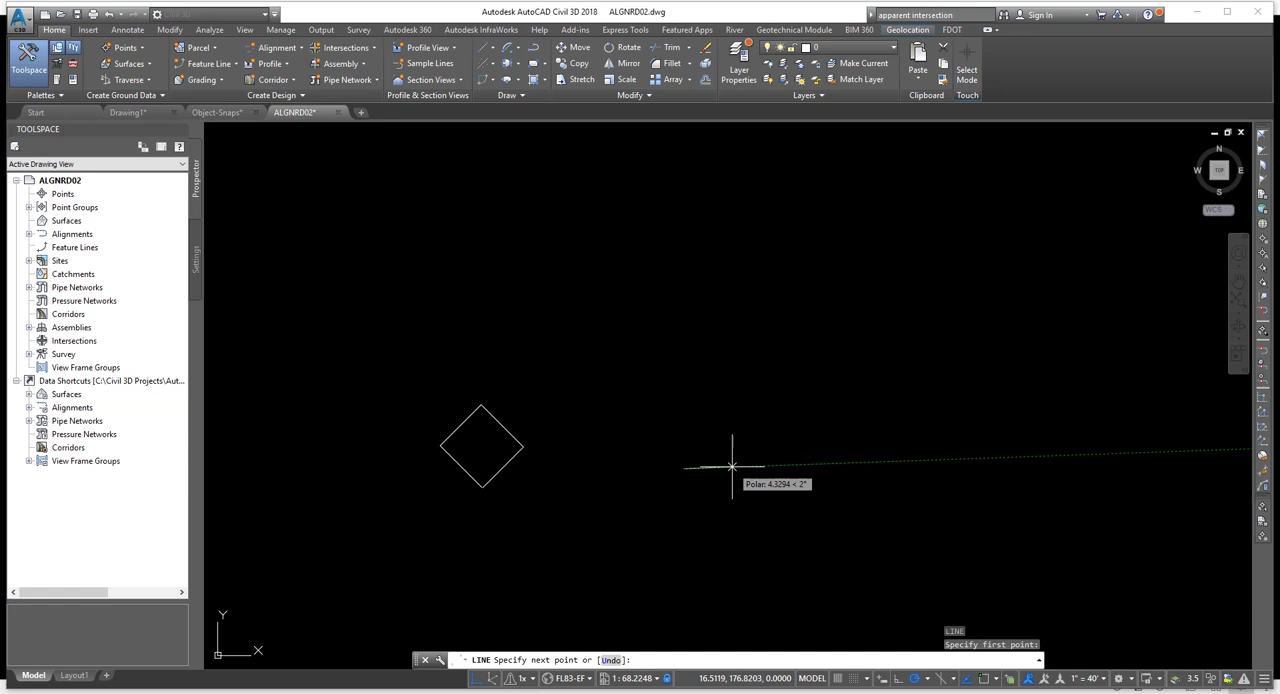 Civil 3D
Autodesk AutoCAD Civil 3D 2018 ALGNRD02.dwg
apparent intersection
Sign In
C3D
Home Insert Annotate Modify Analyze View Manage Output Survey Autodesk 360 Autodesk InfraWorks Help Add-ins Express Tools Featured Apps River Geotechnical Module BIM 360 Geolocation FDOT
Toolspace
Points
Surfaces
Traverse
Parcel
Feature Line
Grading
Alignment
Profile
Corridor
Intersections
Assembly
Pipe Network
Profile View
Sample Lines
Section Views
Move
Copy
Stretch
Rotate
Mirror
Scale
Trim
Fillet
Array
Layer
Properties
0
Make Current
Match Layer
Paste
Select
Mode
Palettes Create Ground Data Create Design Profile & Section Views Draw Modify Layers Clipboard Touch
Start Drawing1* Object-Snaps* ALGNRD02*
TOOLSPACE
Active Drawing View
Prospector
Settings
ALGNRD02
Points
Point Groups
Surfaces
Alignments
Feature Lines
Sites
Catchments
Pipe Networks
Pressure Networks
Corridors
Assemblies
Intersections
Survey
View Frame Groups
Data Shortcuts [C:\Civil 3D Projects\Aut...
Surfaces
Alignments
Pipe Networks
Pressure Networks
Corridors
View Frame Groups
N
W TOP E
S
WCS
Polar: 4.3294 < 2°
Y
X
LINE
Specify first point:
LINE Specify next point or [Undo]:
Model Layout1
1x FL83-EF 1: 68.2248 16.5119, 176.8203, 0.0000 MODEL 1" = 40' 3.5